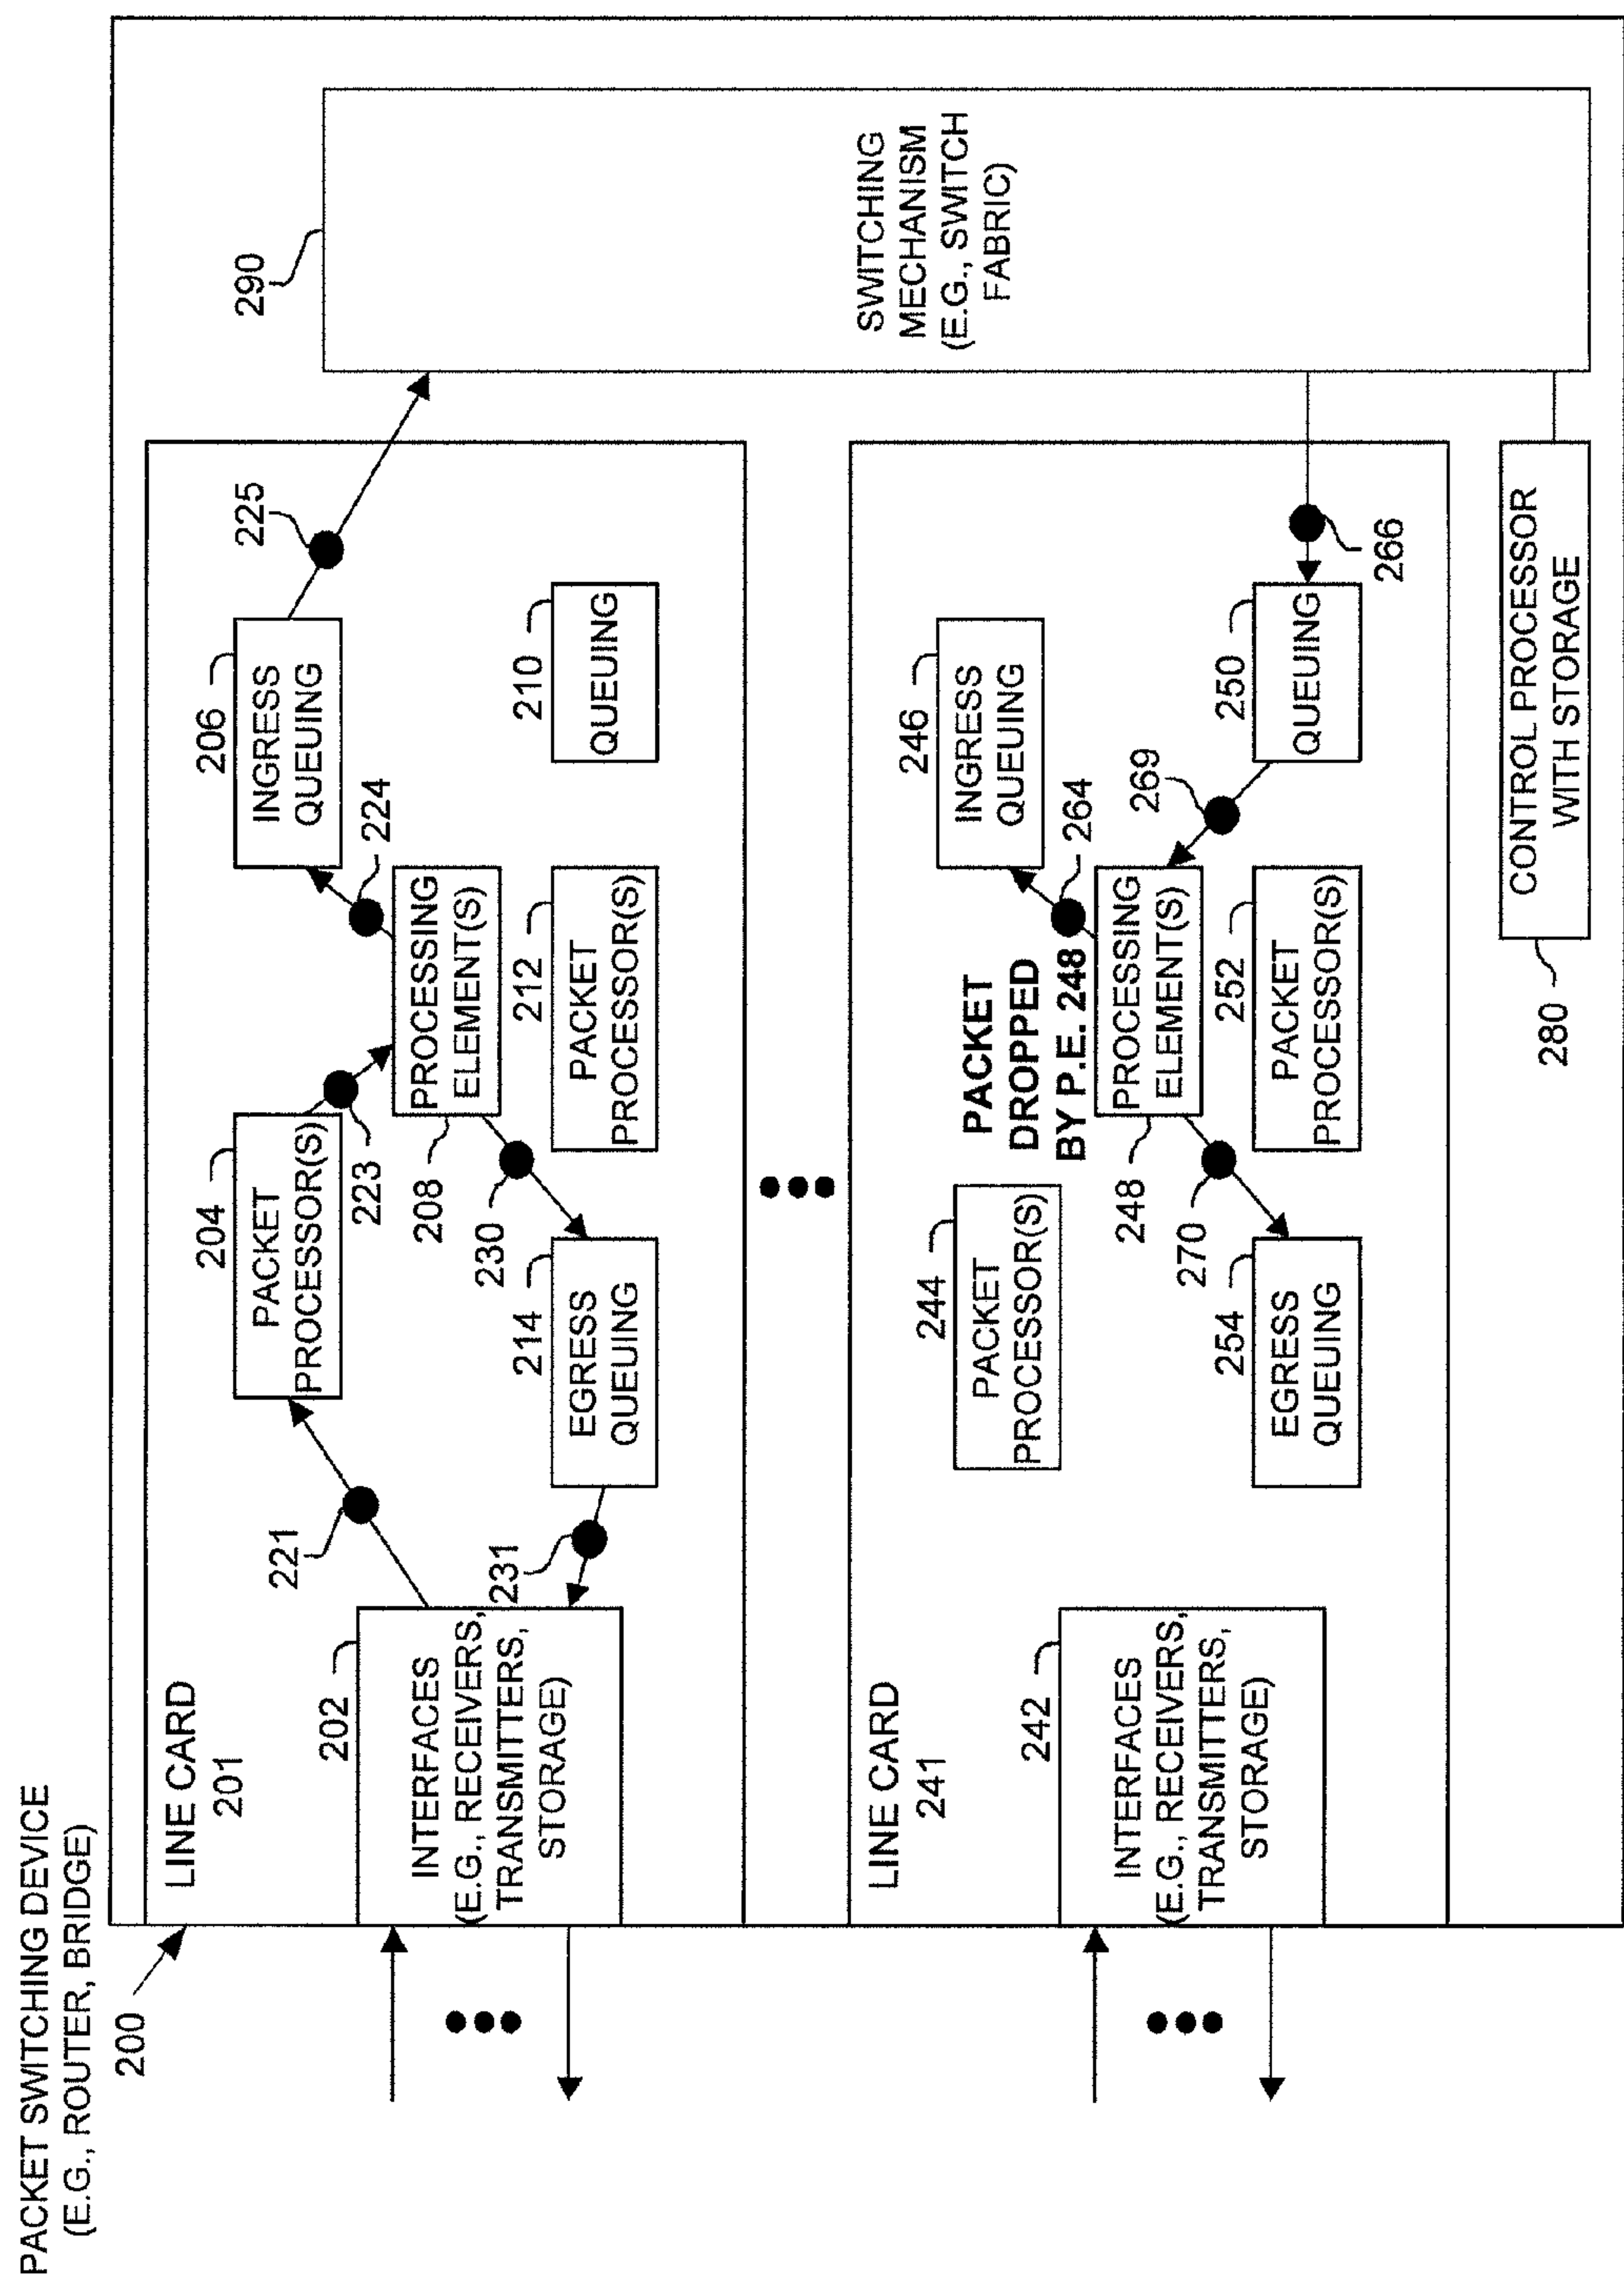 PACKET SWITCHING DEVICE
(E.G., ROUTER, BRIDGE)
200
LINE CARD
201
202
INTERFACES
(E.G., RECEIVERS,
TRANSMITTERS,
STORAGE)
221
204
PACKET
PROCESSOR(S)
223
208
PROCESSING
ELEMENT(S)
224
206
INGRESS
QUEUING
225
231
214
EGRESS
QUEUING
230
212
PACKET
PROCESSOR(S)
210
QUEUING
290
SWITCHING
MECHANISM
(E.G., SWITCH
FABRIC)
LINE CARD
241
242
INTERFACES
(E.G., RECEIVERS,
TRANSMITTERS,
STORAGE)
244
PACKET
PROCESSOR(S)
PACKET
DROPPED
BY P.E. 248
248
PROCESSING
ELEMENT(S)
264
246
INGRESS
QUEUING
269
254
EGRESS
QUEUING
270
252
PACKET
PROCESSOR(S)
250
QUEUING
266
280
CONTROL PROCESSOR
WITH STORAGE